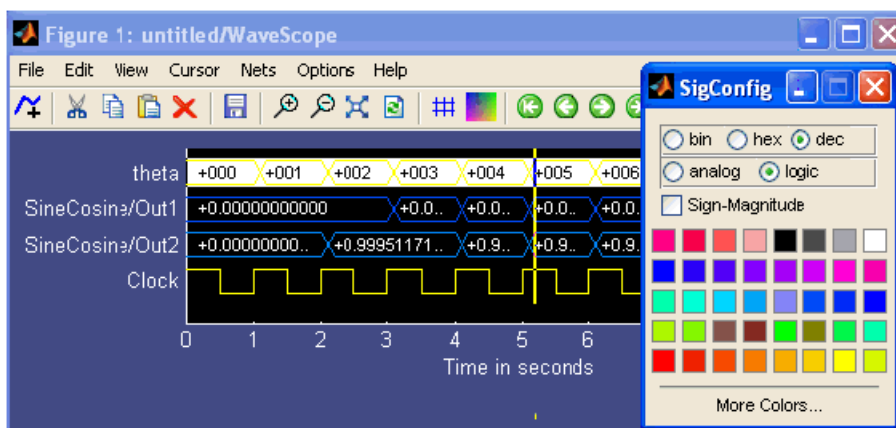 Figure 1: untitled/WaveScope
File Edit View Cursor Nets Options Help
SigConfig
bin hex dec
analog logic
Sign-Magnitude
More Colors...
theta +000 +001 +002 +003 +004 +005 +006
SineCosine/Out1 +0.00000000000 +0.0.. +0.0.. +0.0.. +0.0.
SineCosine/Out2 +0.00000000.. +0.99951171.. +0.9.. +0.9.. +0.9.
Clock
0 1 2 3 4 5 6
Time in seconds